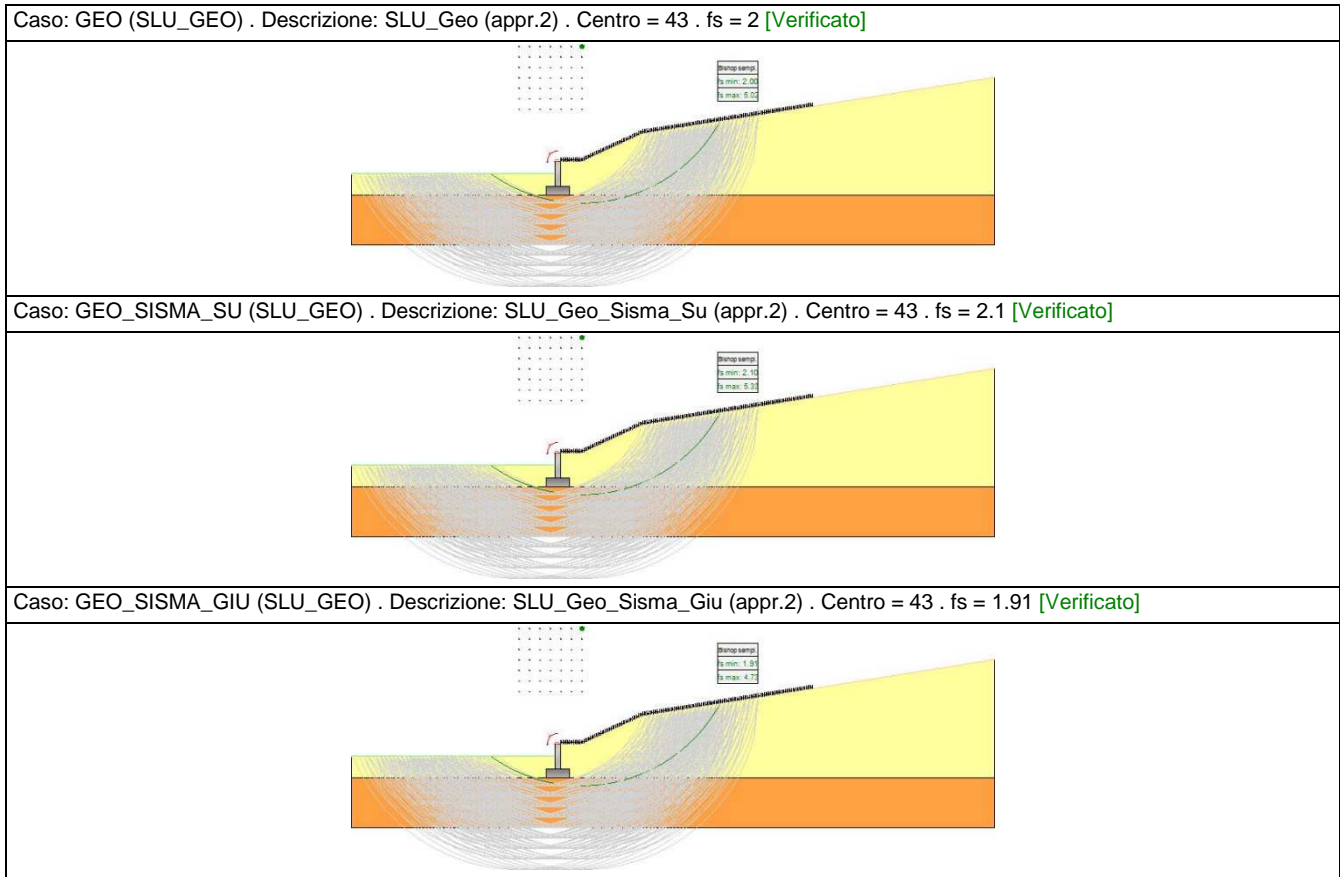 Caso: GEO (SLU_GEO) . Descrizione: SLU_Geo (appr.2) . Centro = 43 . fs = 2 [Verificato]
Bishop sempl.
fs min: 2.00
fs max: 5.02
Caso: GEO_SISMA_SU (SLU_GEO) . Descrizione: SLU_Geo_Sisma_Su (appr.2) . Centro = 43 . fs = 2.1 [Verificato]
Bishop sempl.
fs min: 2.10
fs max: 5.33
Caso: GEO_SISMA_GIU (SLU_GEO) . Descrizione: SLU_Geo_Sisma_Giu (appr.2) . Centro = 43 . fs = 1.91 [Verificato]
Bishop sempl.
fs min: 1.91
fs max: 4.73